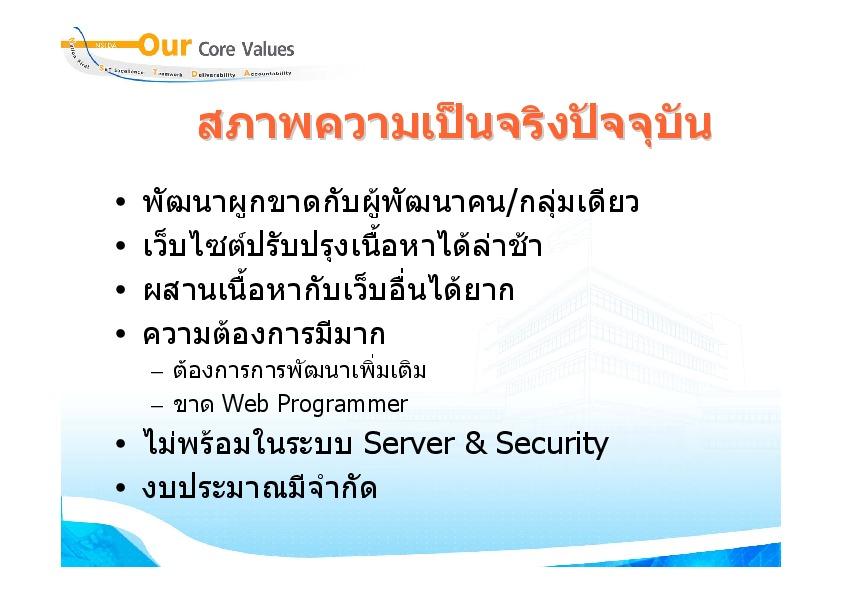 NSTDA Our Core Values
Nation First S&T Excellence Teamwork Deliverability Accountability
สภาพความเป็นจริงปัจจุบัน
• พัฒนาผูกขาดกับผู้พัฒนาคน/กลุ่มเดียว
• เว็บไซต์ปรับปรุงเนื้อหาได้ล่าช้า
• ผสานเนื้อหากับเว็บอื่นได้ยาก
• ความต้องการมีมาก
– ต้องการการพัฒนาเพิ่มเติม
– ขาด Web Programmer
• ไม่พร้อมในระบบ Server & Security
• งบประมาณมีจำกัด